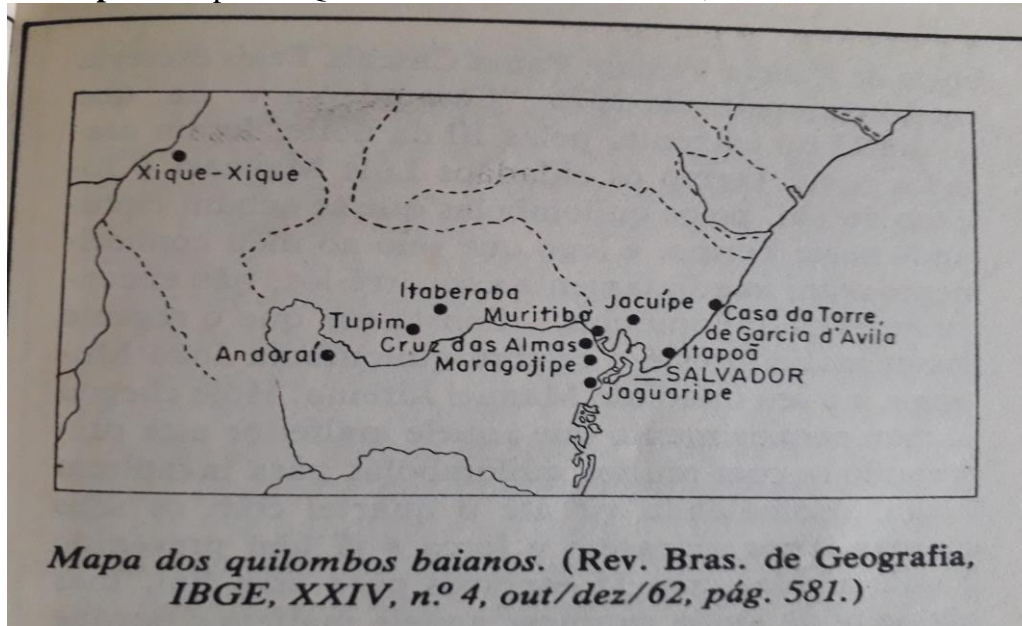 Xique-Xique
Itaberaba
Tupim
Andaraí
Muritiba
Cruz das Almas
Maragojipe
Jacuípe
Casa da Torre,
de Garcia d'Avila
Itapoã
SALVADOR
Jaguaripe
Mapa dos quilombos baianos. (Rev. Bras. de Geografia,
IBGE, XXIV, n.º 4, out/dez/62, pág. 581.)